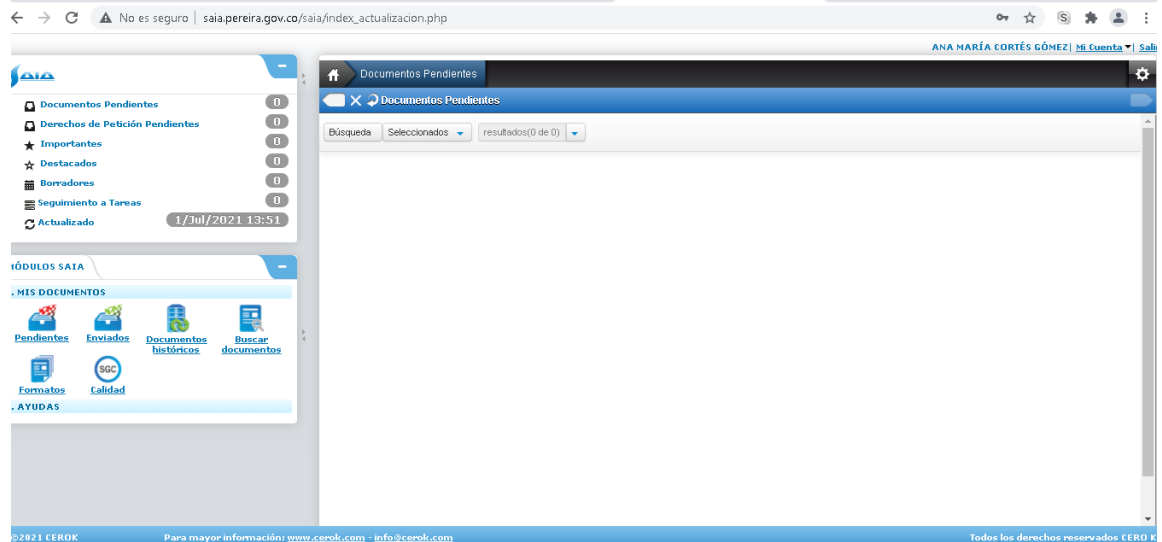 No es seguro | saia.pereira.gov.co/saia/index_actualizacion.php
ANA MARÍA CORTÉS GÓMEZ| Mi Cuenta
SAIA
Documentos Pendientes 0
Derechos de Petición Pendientes 0
Importantes 0
Destacados 0
Borradores 0
Seguimiento a Tareas 0
Actualizado 1/Jul/2021 13:51
MÓDULOS SAIA
. MIS DOCUMENTOS
Pendientes
Enviados
Documentos
históricos
Buscar
documentos
Formatos
SGC
Calidad
. AYUDAS
Documentos Pendientes
Documentos Pendientes
Búsqueda Seleccionados resultados(0 de 0)
©2021 CEROK Para mayor información: www.cerok.com - info@cerok.com Todos los derechos reservados CERO K